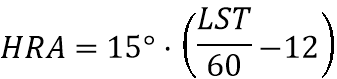 HRA = 15° · (LST/60 − 12)